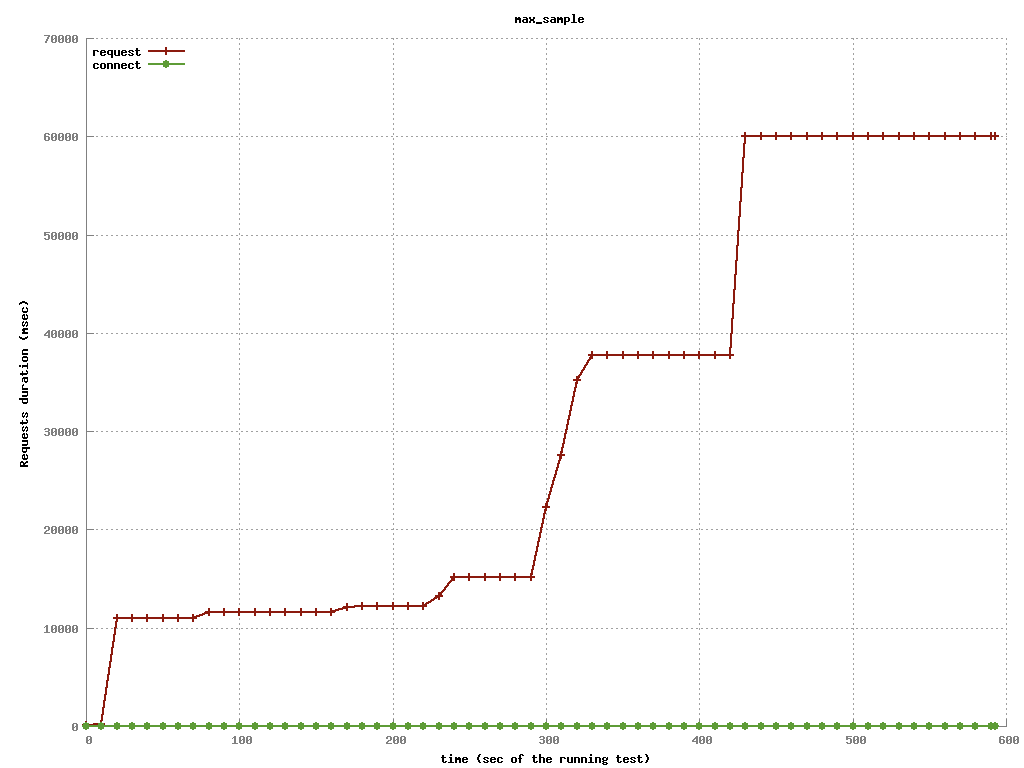 max_sample
70000
request
connect
60000
50000
40000
30000
20000
10000
0
Requests duration (msec)
0 100 200 300 400 500 600
time (sec of the running test)